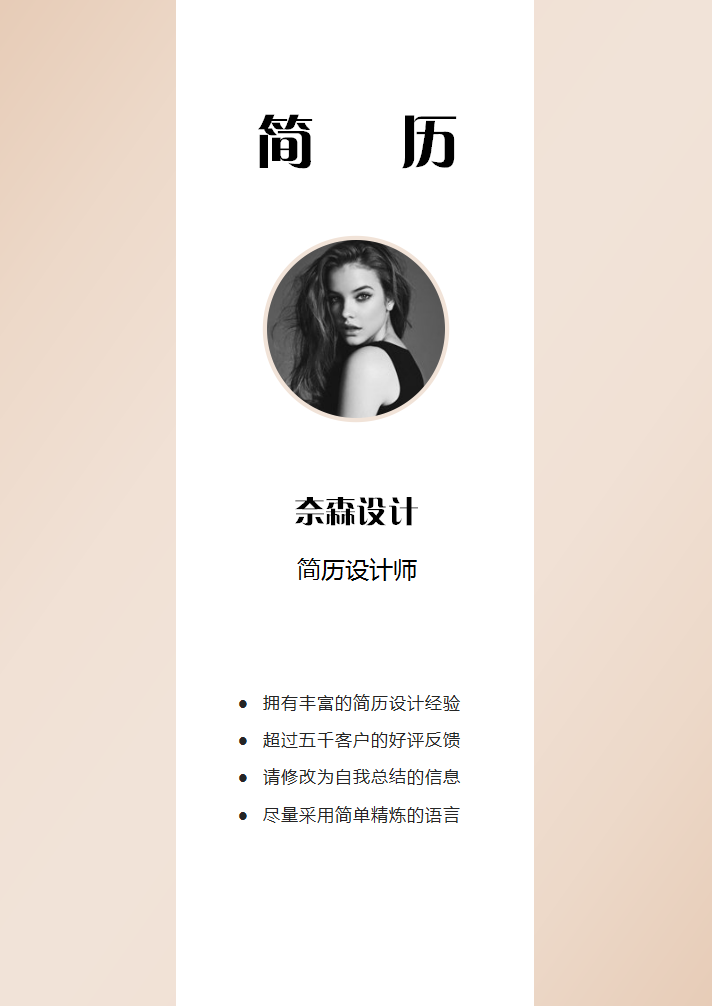 简 历
奈森设计
简历设计师
● 拥有丰富的简历设计经验
● 超过五千客户的好评反馈
● 请修改为自我总结的信息
● 尽量采用简单精炼的语言